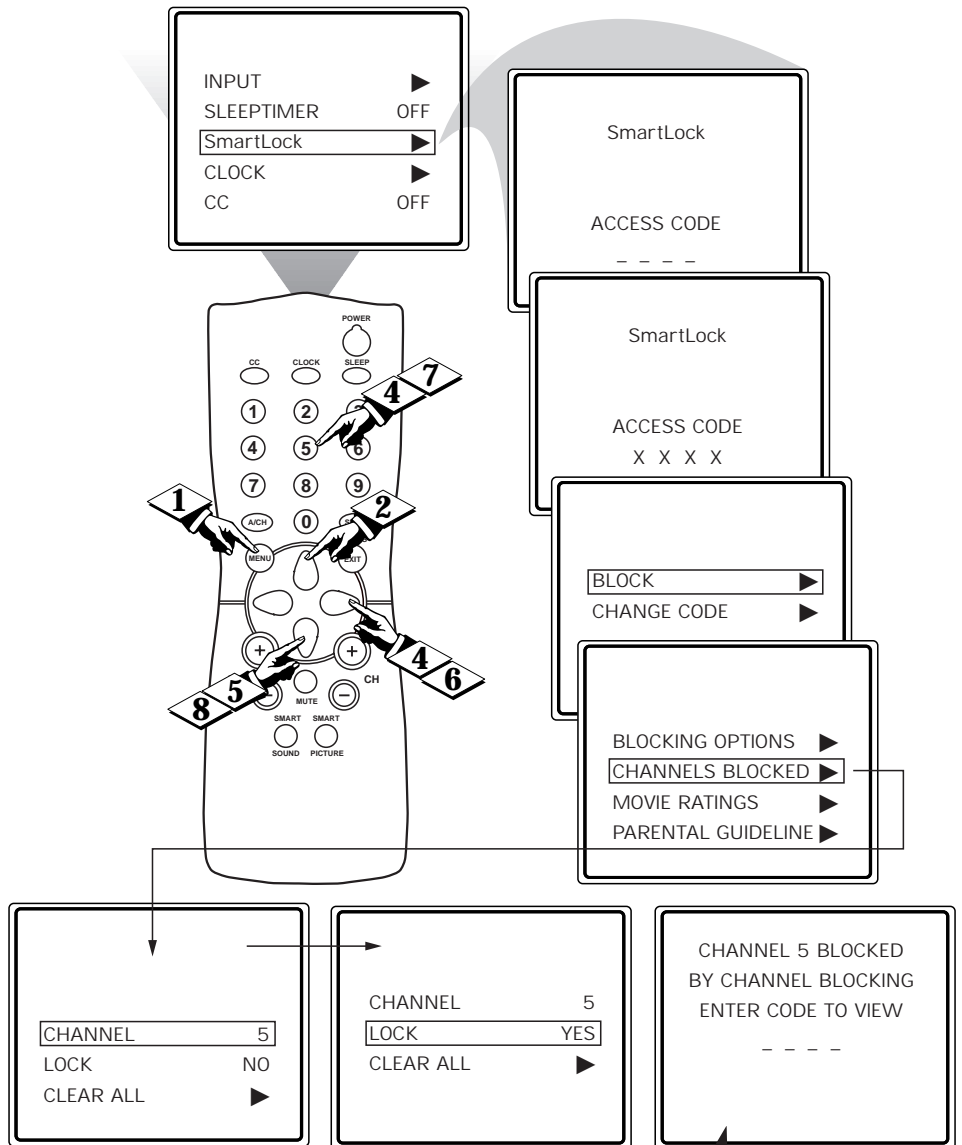 INPUT ▶
SLEEPTIMER OFF
SmartLock ▶
CLOCK ▶
CC OFF
SmartLock
ACCESS CODE
_ _ _ _
SmartLock
ACCESS CODE
X X X X
BLOCK ▶
CHANGE CODE ▶
BLOCKING OPTIONS ▶
CHANNELS BLOCKED ▶
MOVIE RATINGS ▶
PARENTAL GUIDELINE ▶
POWER
CC CLOCK SLEEP
1 2
4 5 6
7 8 9
A/CH 0
MENU EXIT
+ +
MUTE − CH
SMART SMART
SOUND PICTURE
4 7
1
2
4 6
8 5
CHANNEL 5
LOCK NO
CLEAR ALL ▶
CHANNEL 5
LOCK YES
CLEAR ALL ▶
CHANNEL 5 BLOCKED
BY CHANNEL BLOCKING
ENTER CODE TO VIEW
_ _ _ _